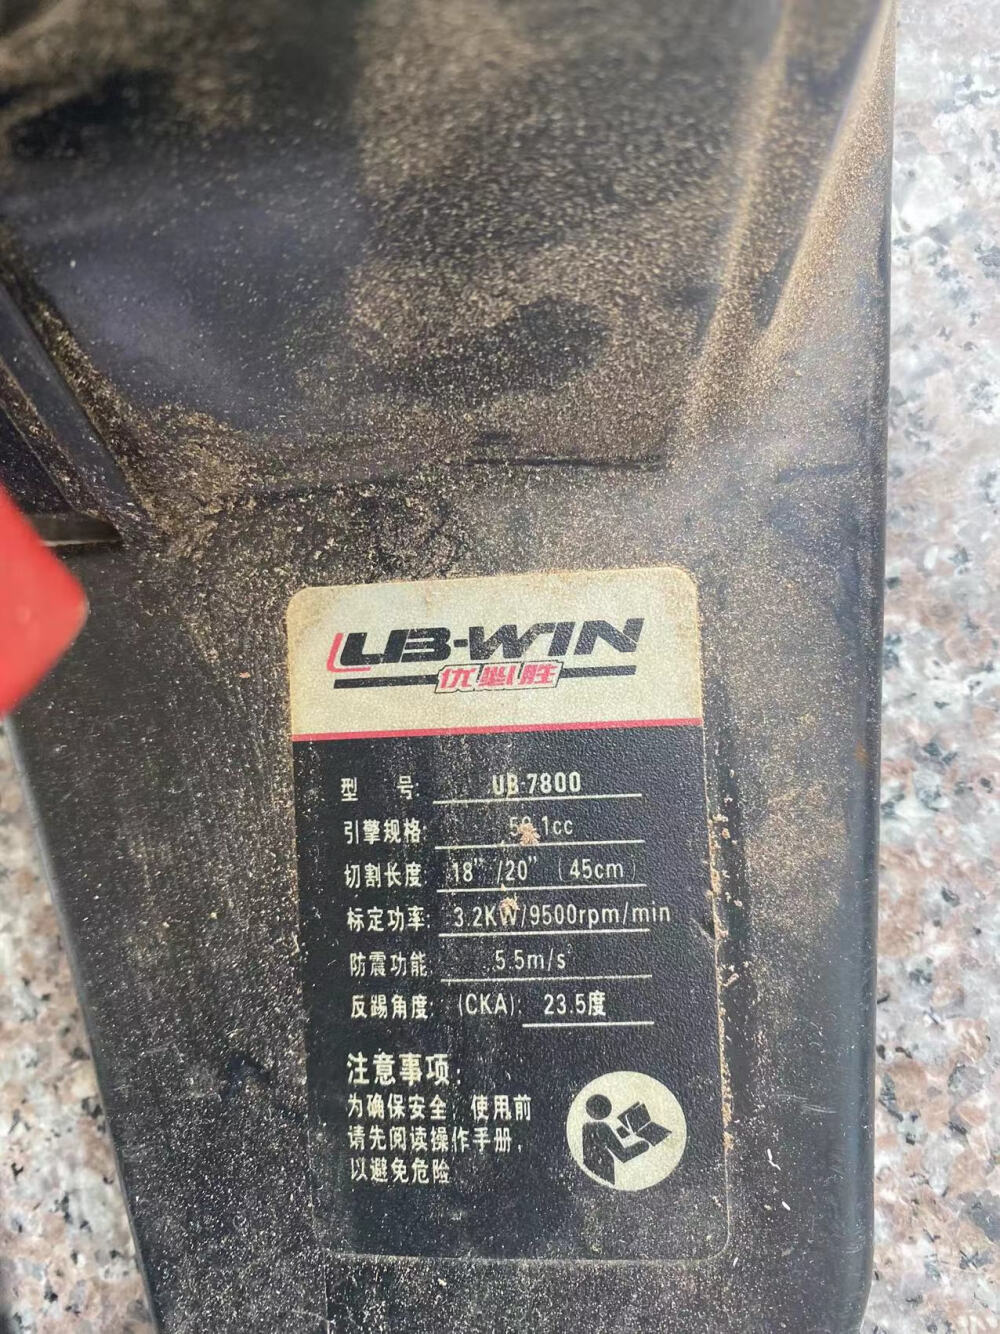 UB-WIN
优必胜
型 号: UB-7800
引擎规格: 1cc
切割长度: 18"/20" (45cm)
标定功率: 3.2KW/9500rpm/min
防震功能: 5.5m/s
反踢角度: (CKA): 23.5度
注意事项:
为确保安全, 使用前
请先阅读操作手册,
以避免危险